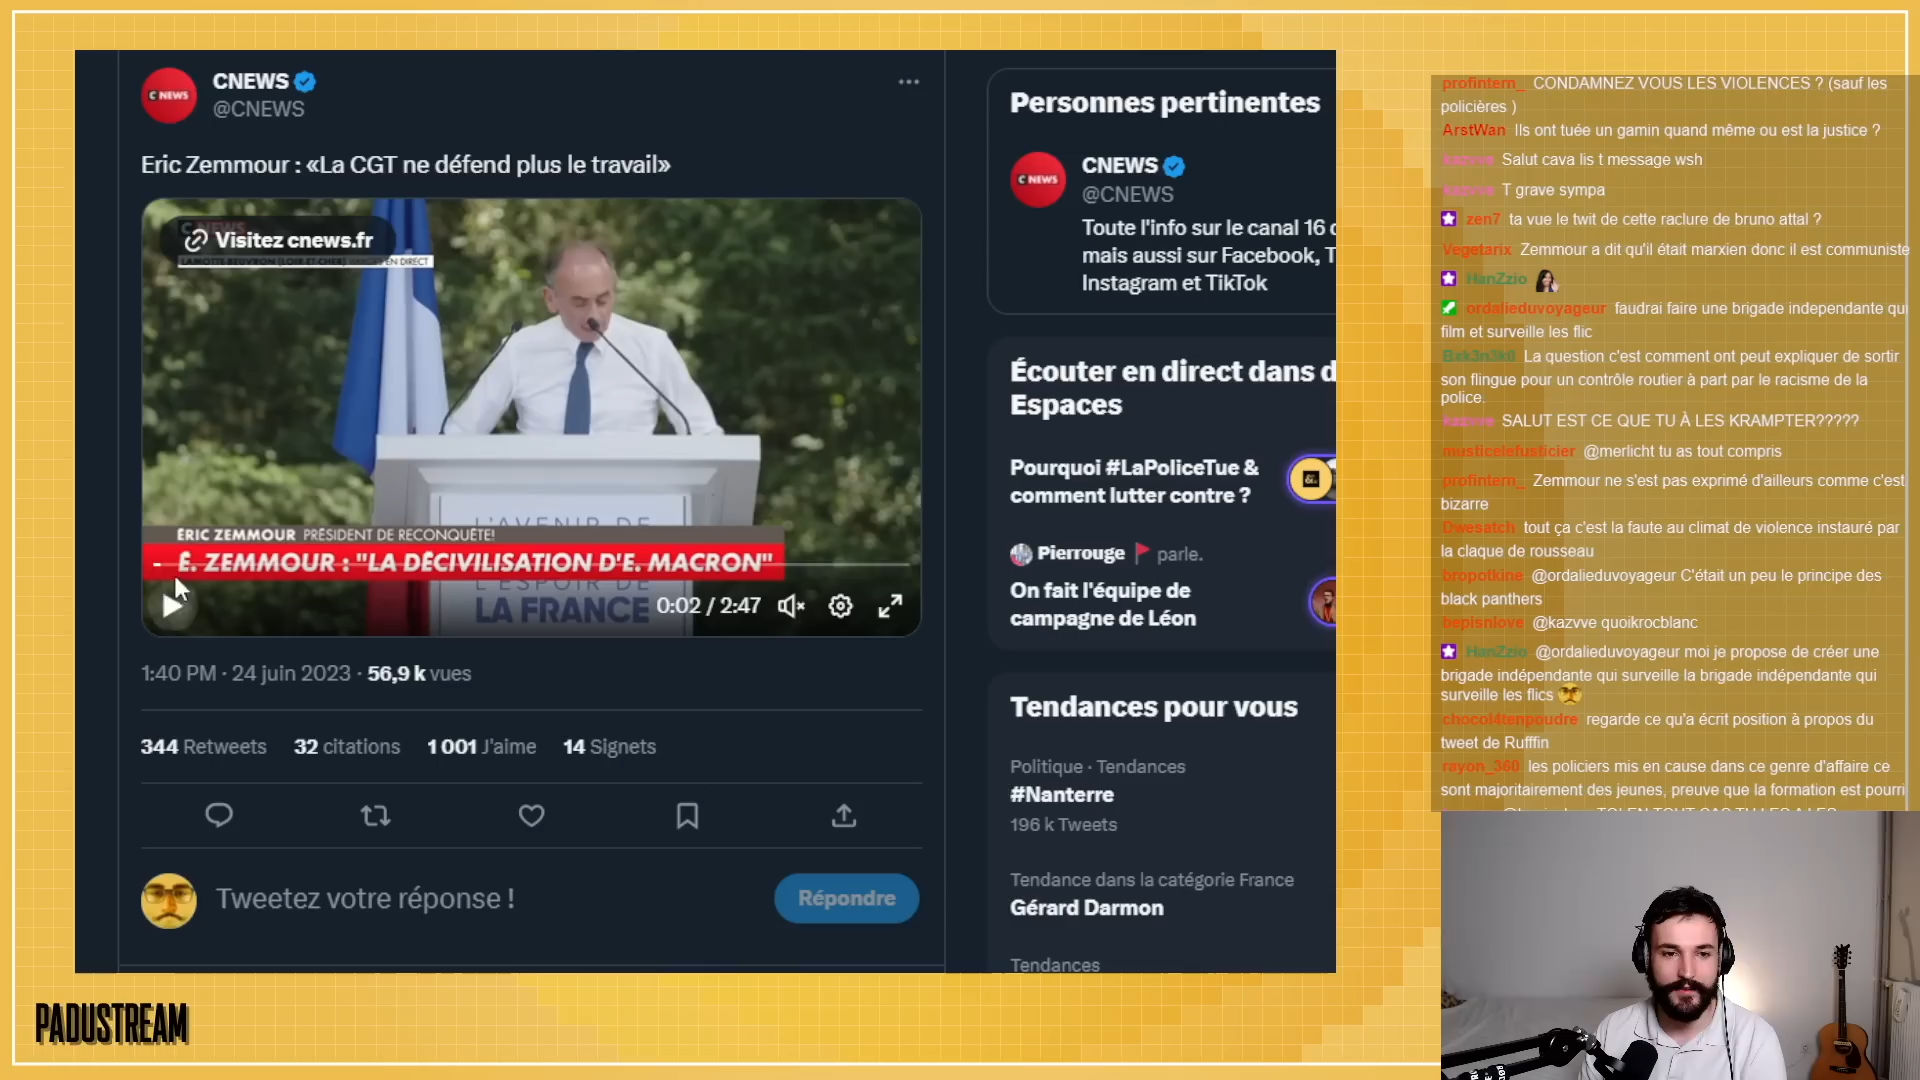 CNEWS
@CNEWS
C NEWS
Eric Zemmour : «La CGT ne défend plus le travail»
Visitez cnews.fr
ÉRIC ZEMMOUR PRÉSIDENT DE RECONQUÊTE!
É. ZEMMOUR : "LA DÉCIVILISATION D'E. MACRON"
L'AVENIR DE
L'ESPOIR DE
LA FRANCE
0:02 / 2:47
1:40 PM · 24 juin 2023 · 56,9 k vues
344 Retweets 32 citations 1 001 J'aime 14 Signets
Tweetez votre réponse !
Répondre
Personnes pertinentes
C NEWS
CNEWS
@CNEWS
Toute l'info sur le canal 16 d
mais aussi sur Facebook, T
Instagram et TikTok
Écouter en direct dans d
Espaces
Pourquoi #LaPoliceTue &
comment lutter contre ?
Pierrouge parle.
On fait l'équipe de
campagne de Léon
Tendances pour vous
Politique · Tendances
#Nanterre
196 k Tweets
Tendance dans la catégorie France
Gérard Darmon
Tendances
PADUSTREAM
profintern_ CONDAMNEZ VOUS LES VIOLENCES ? (sauf les
policières )
ArstWan Ils ont tuée un gamin quand même ou est la justice ?
kazvve Salut cava lis t message wsh
kazvve T grave sympa
zen7 ta vue le twit de cette raclure de bruno attal ?
Vegetarix Zemmour a dit qu'il était marxien donc il est communiste
HanZzio
ordalieduvoyageur faudrai faire une brigade independante qui
film et surveille les flic
Bxk3n3k0 La question c'est comment ont peut expliquer de sortir
son flingue pour un contrôle routier à part par le racisme de la
police.
kazvve SALUT EST CE QUE TU À LES KRAMPTER?????
musticelefusticier @merlicht tu as tout compris
profintern_ Zemmour ne s'est pas exprimé d'ailleurs comme c'est
bizarre
Dwesatch tout ça c'est la faute au climat de violence instauré par
la claque de rousseau
bropotkine @ordalieduvoyageur C'était un peu le principe des
black panthers
bepisnlove @kazvve quoikrocblanc
HanZzio @ordalieduvoyageur moi je propose de créer une
brigade indépendante qui surveille la brigade indépendante qui
surveille les flics
chocol4tenpoudre regarde ce qu'a écrit position à propos du
tweet de Rufffin
rayon_360 les policiers mis en cause dans ce genre d'affaire ce
sont majoritairement des jeunes, preuve que la formation est pourri